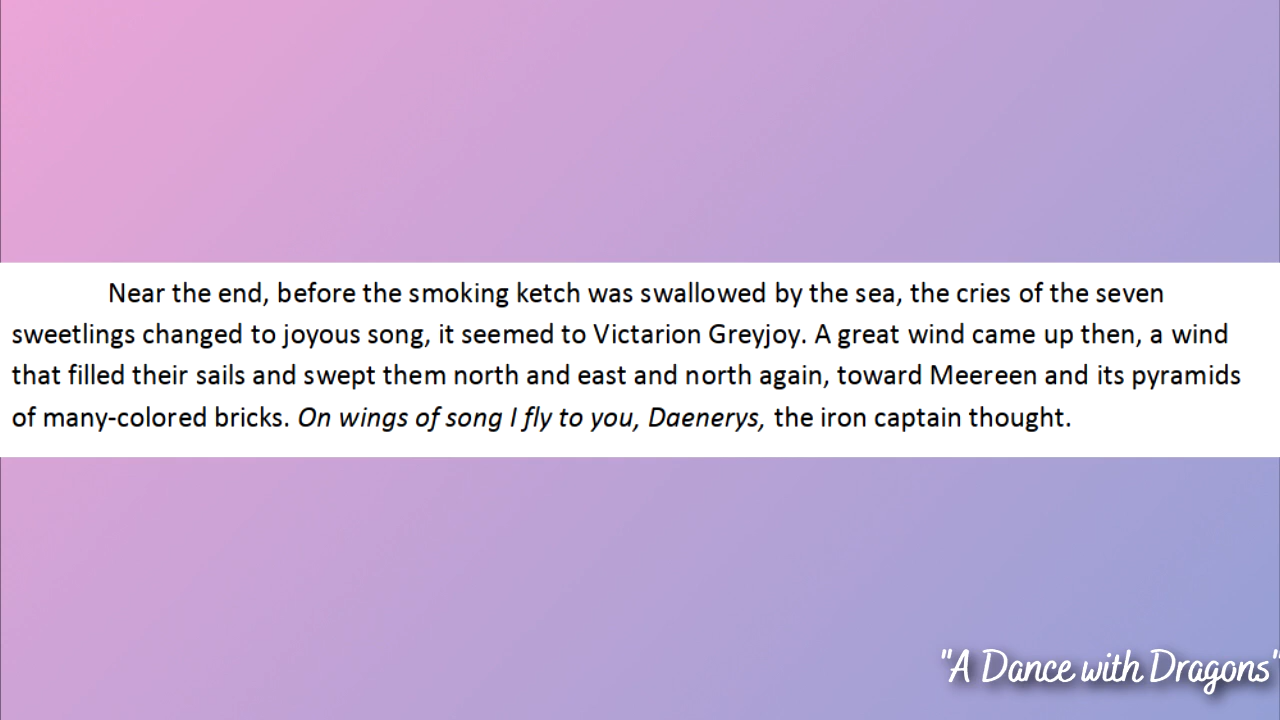 Near the end, before the smoking ketch was swallowed by the sea, the cries of the seven
sweetlings changed to joyous song, it seemed to Victarion Greyjoy. A great wind came up then, a wind
that filled their sails and swept them north and east and north again, toward Meereen and its pyramids
of many-colored bricks. On wings of song I fly to you, Daenerys, the iron captain thought.
"A Dance with Dragons"